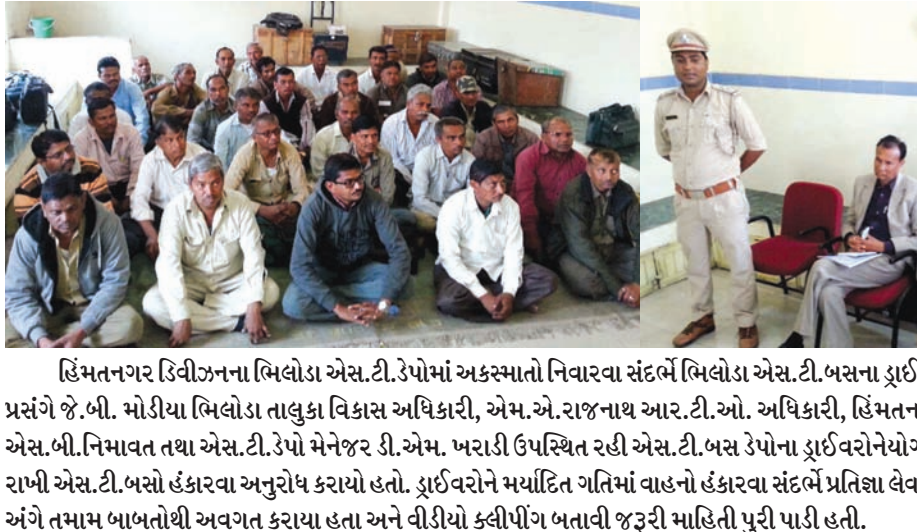 હિંમતનગર ડિવીઝનના ભિલોડા એસ.ટી.ડેપોમાં અકસ્માતો નિવારવા સંદર્ભે ભિલોડા એસ.ટી.બસના ડ્રાઈ
પ્રસંગે જે.બી. મોડીયા ભિલોડા તાલુકા વિકાસ અધિકારી, એમ.એ.રાજનાથ આર.ટી.ઓ. અધિકારી, હિંમતન
એસ.બી.નિમાવત તથા એસ.ટી.ડેપો મેનેજર ડી.એમ. ખરાડી ઉપસ્થિત રહી એસ.ટી.બસ ડેપોના ડ્રાઈવરોનેયોગ
રાખી એસ.ટી.બસો હંકારવા અનુરોધ કરાયો હતો. ડ્રાઈવરોને મર્યાદિત ગતિમાં વાહનો હંકારવા સંદર્ભે પ્રતિજ્ઞા લેવ
અંગે તમામ બાબતોથી અવગત કરાયા હતા અને વીડીયો ક્લીપીંગ બતાવી જરૂરી માહિતી પુરી પાડી હતી.